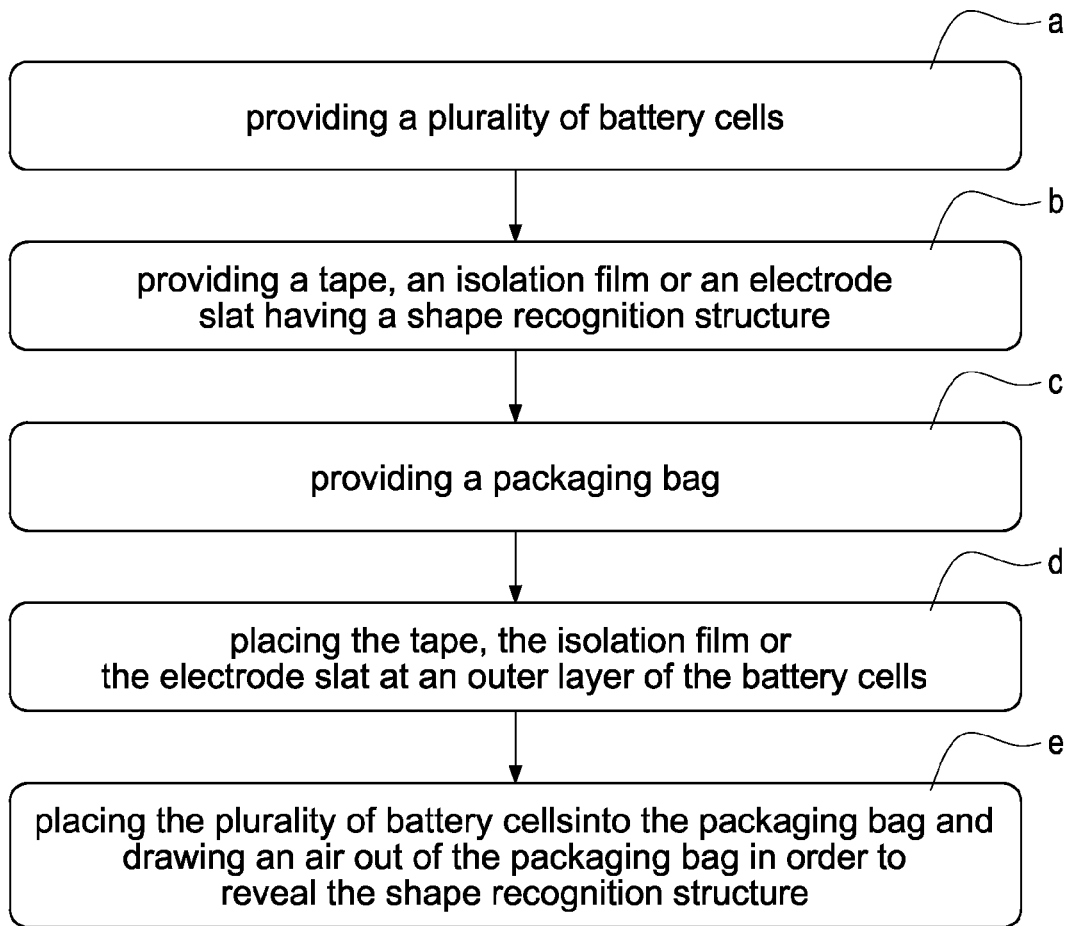 a
providing a plurality of battery cells
b
providing a tape, an isolation film or an electrode
slat having a shape recognition structure
c
providing a packaging bag
d
placing the tape, the isolation film or
the electrode slat at an outer layer of the battery cells
e
placing the plurality of battery cellsinto the packaging bag and
drawing an air out of the packaging bag in order to
reveal the shape recognition structure